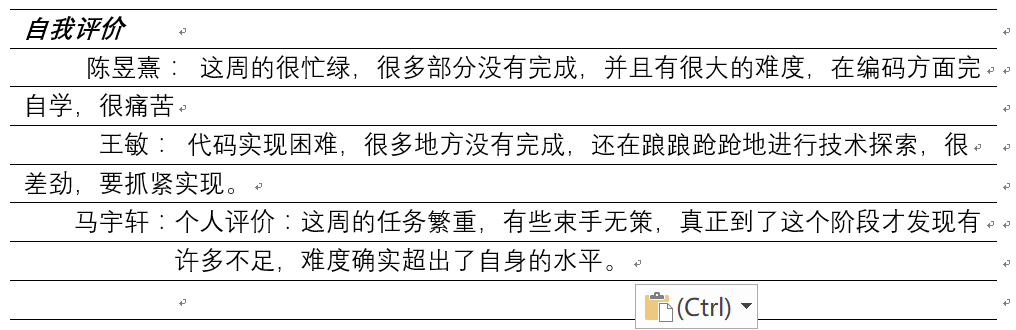 自我评价
陈昱熹： 这周的很忙绿，很多部分没有完成，并且有很大的难度，在编码方面完
自学，很痛苦
王敏： 代码实现困难，很多地方没有完成，还在踉踉跄跄地进行技术探索，很
差劲，要抓紧实现。
马宇轩：个人评价：这周的任务繁重，有些束手无策，真正到了这个阶段才发现有
许多不足，难度确实超出了自身的水平。
(Ctrl)